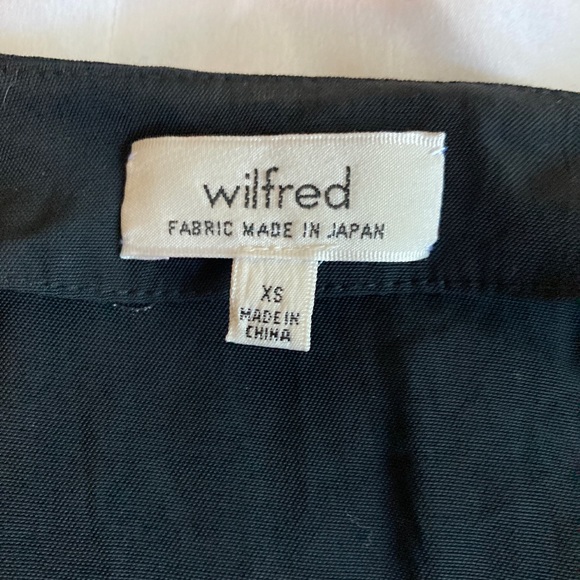 wilfred
FABRIC MADE IN JAPAN
XS
MADE IN
CHINA